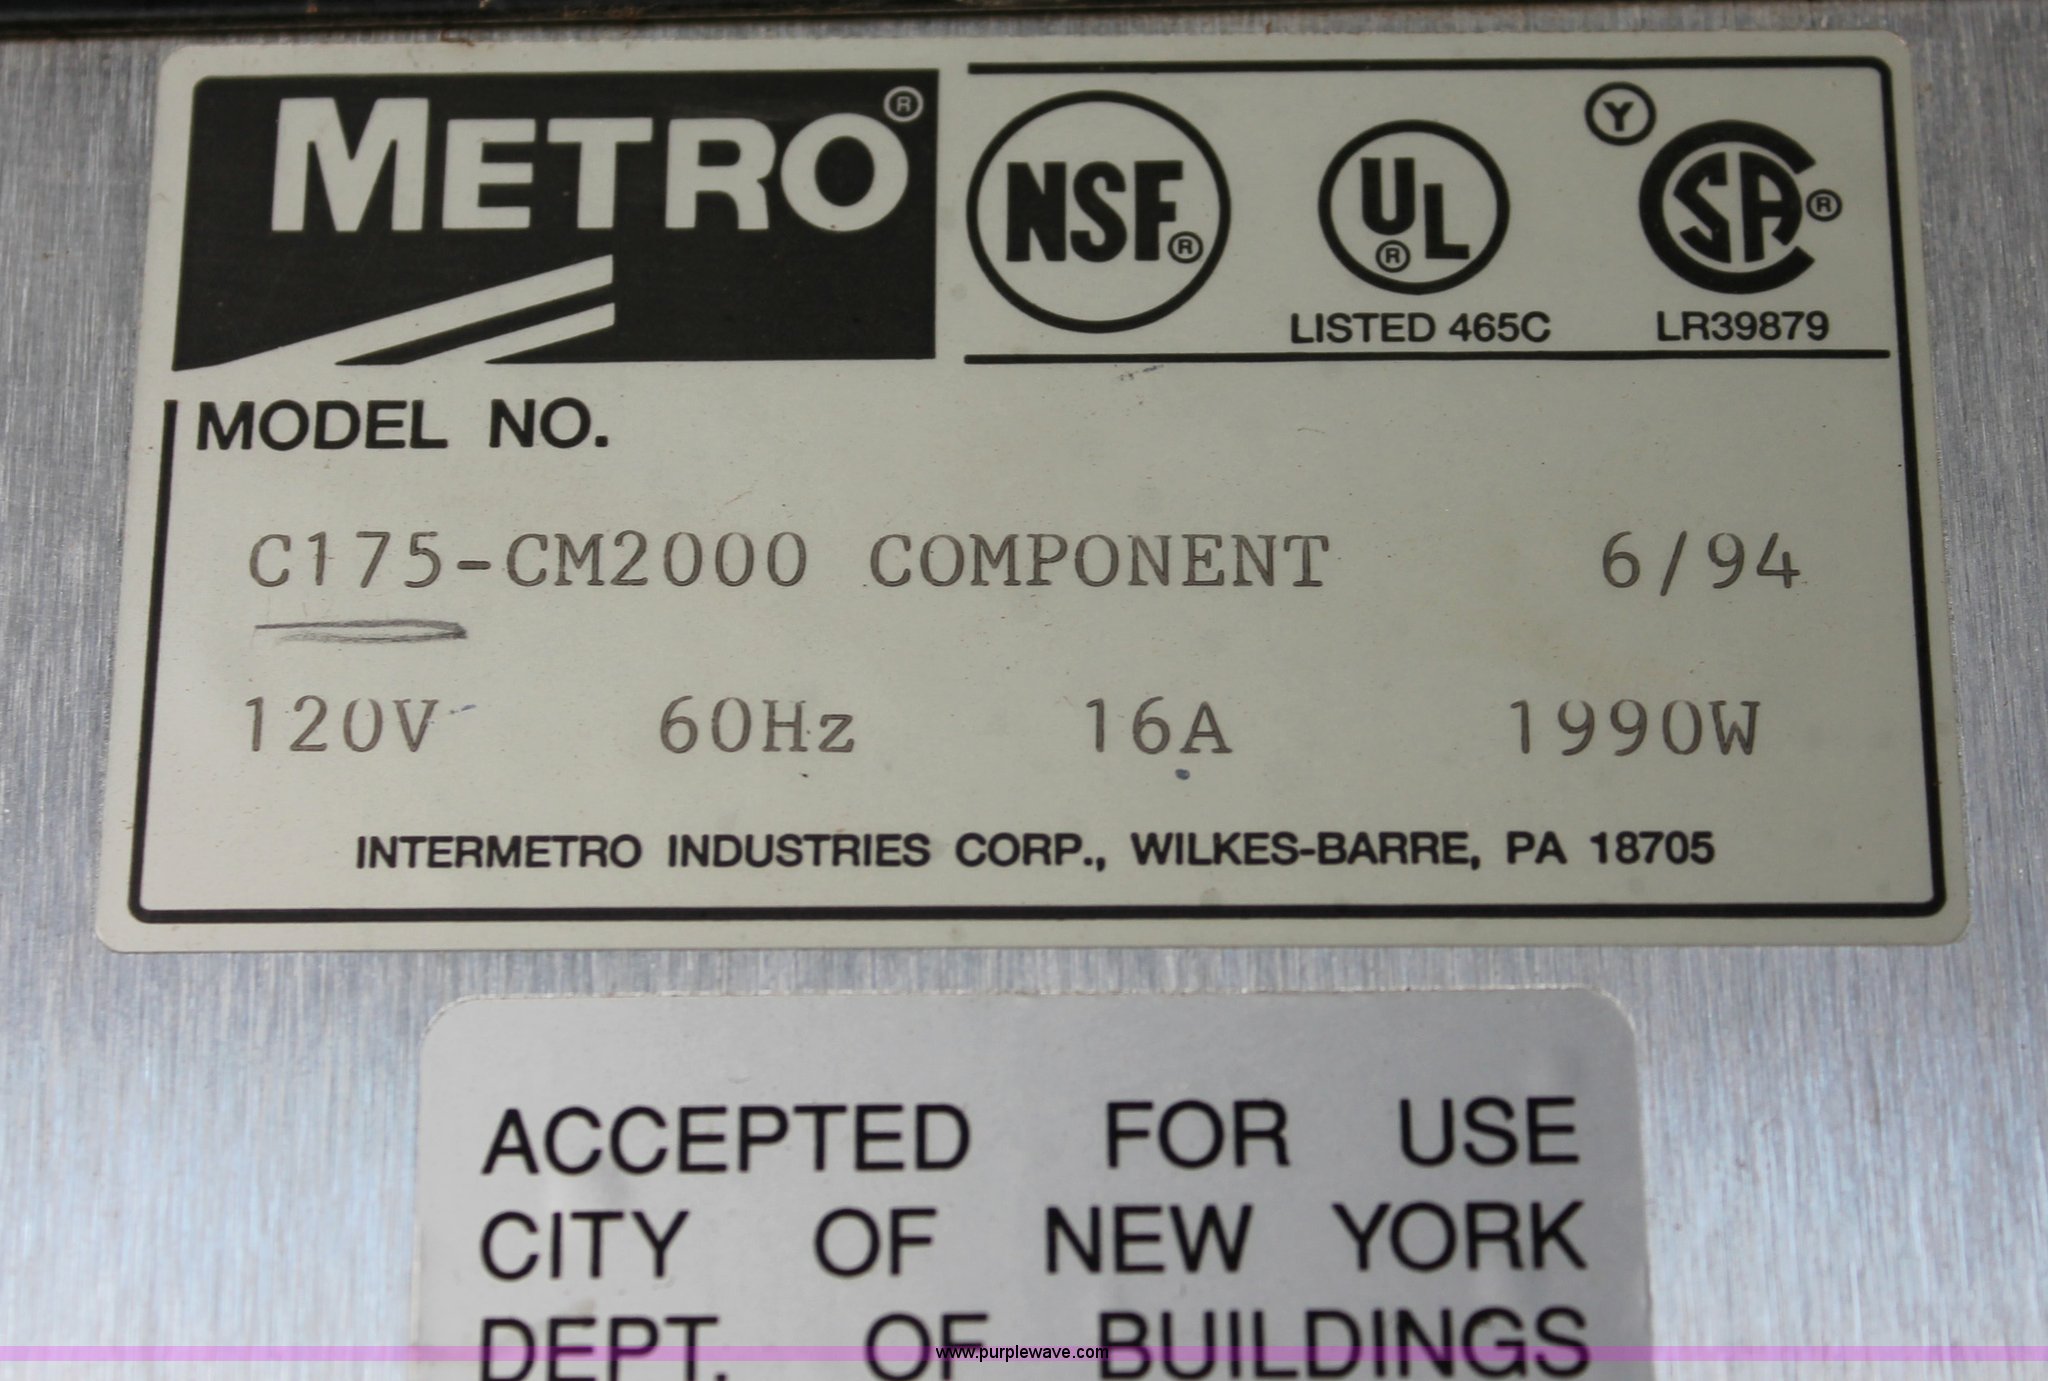 METRO®
NSF®
UL®
LISTED 465C
Y
CSA®
LR39879
MODEL NO.
C175-CM2000 COMPONENT 6/94
120V 60Hz 16A 1990W
INTERMETRO INDUSTRIES CORP., WILKES-BARRE, PA 18705
ACCEPTED FOR USE
CITY OF NEW YORK
DEPT. OF BUILDINGS
www.purplewave.com